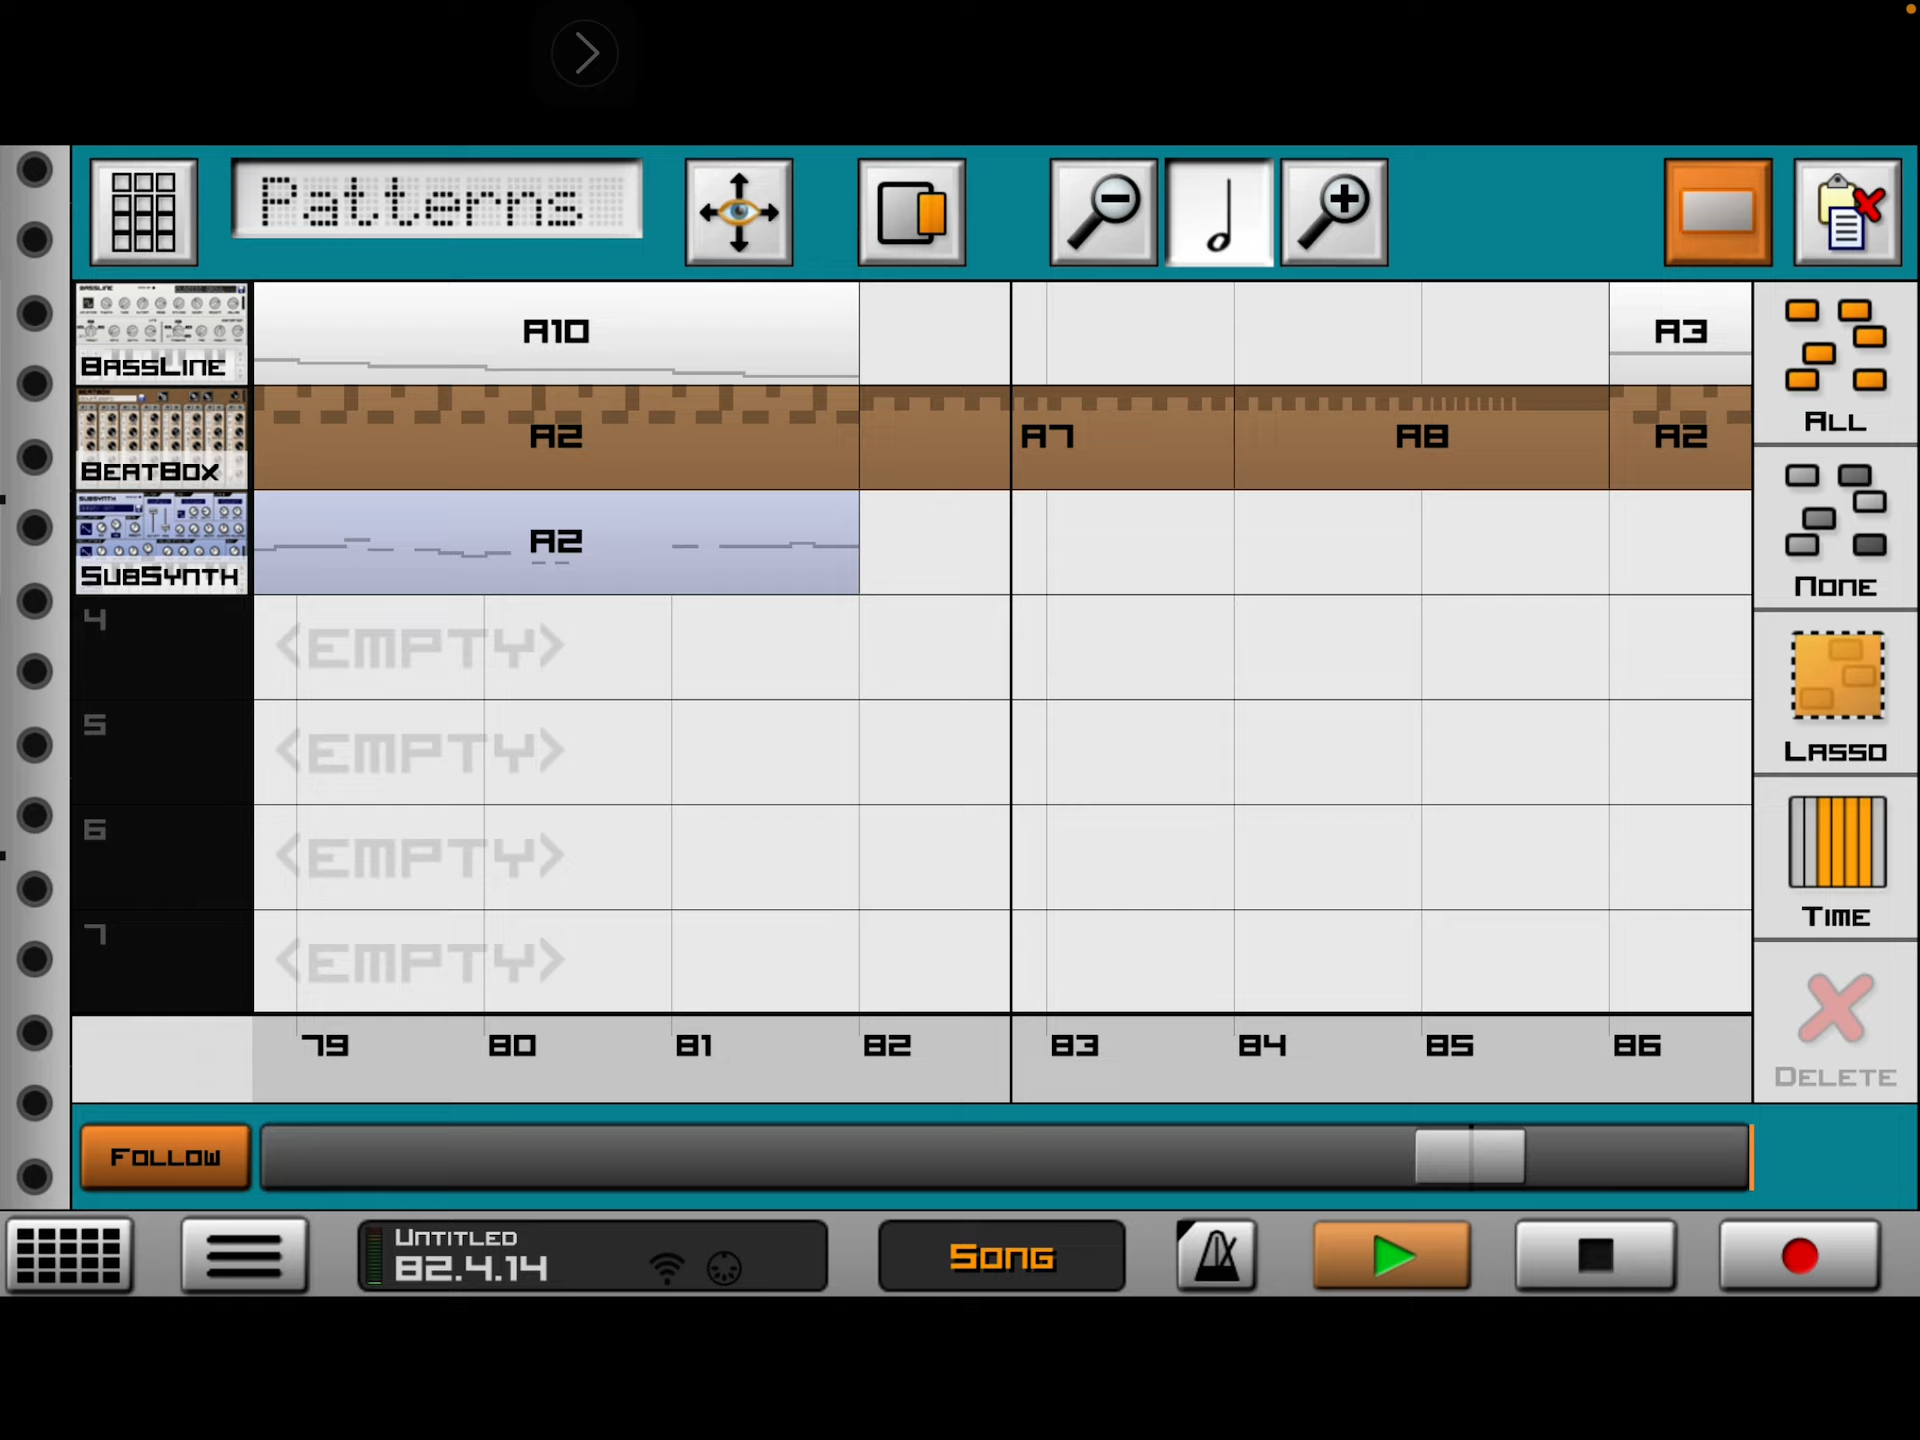 Patterns
BASSLINE
A10
A3
ALL
BEATBOX
A2
A7
A8
A2
SUBSYNTH
A2
NONE
4
<EMPTY>
5
<EMPTY>
LASSO
6
<EMPTY>
TIME
7
<EMPTY>
79 80 81 82 83 84 85 86
DELETE
FOLLOW
UNTITLED
82.4.14
SONG